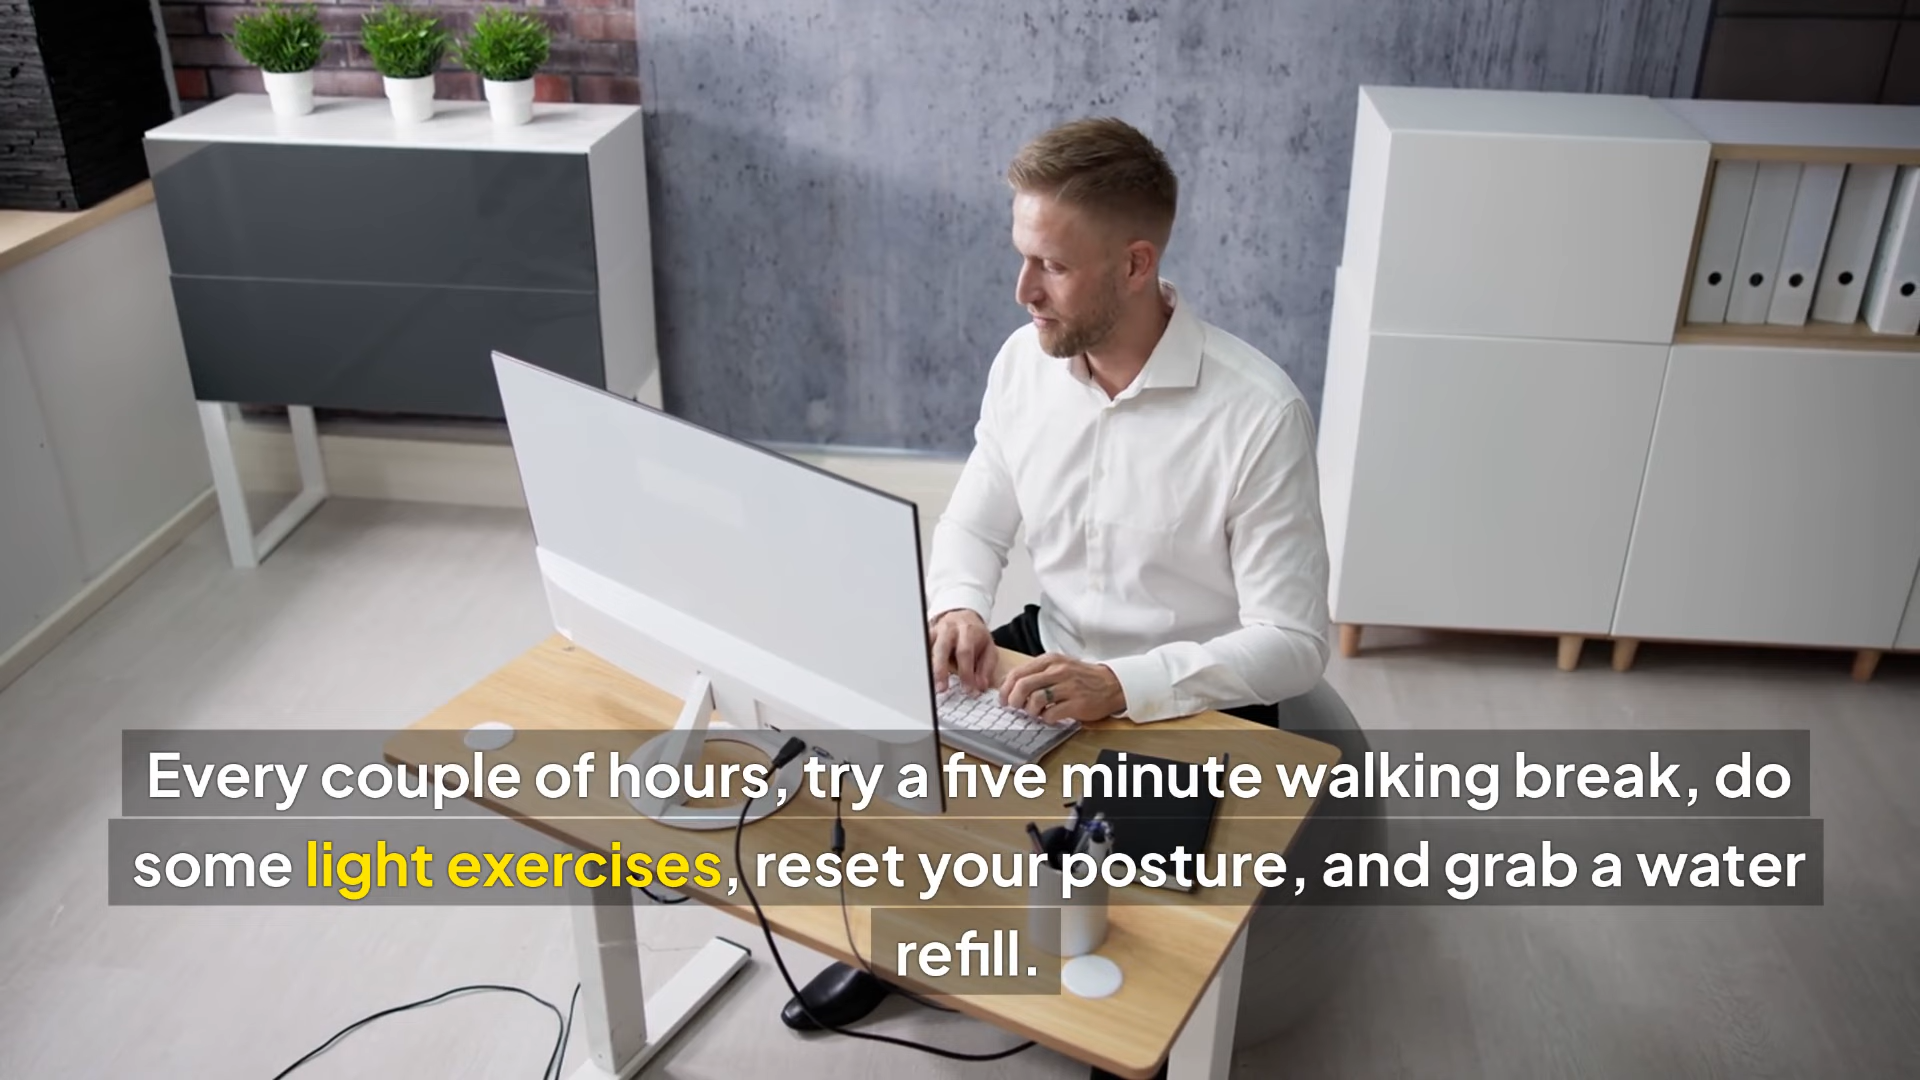 Every couple of hours, try a five minute walking break, do
some light exercises, reset your posture, and grab a water
refill.